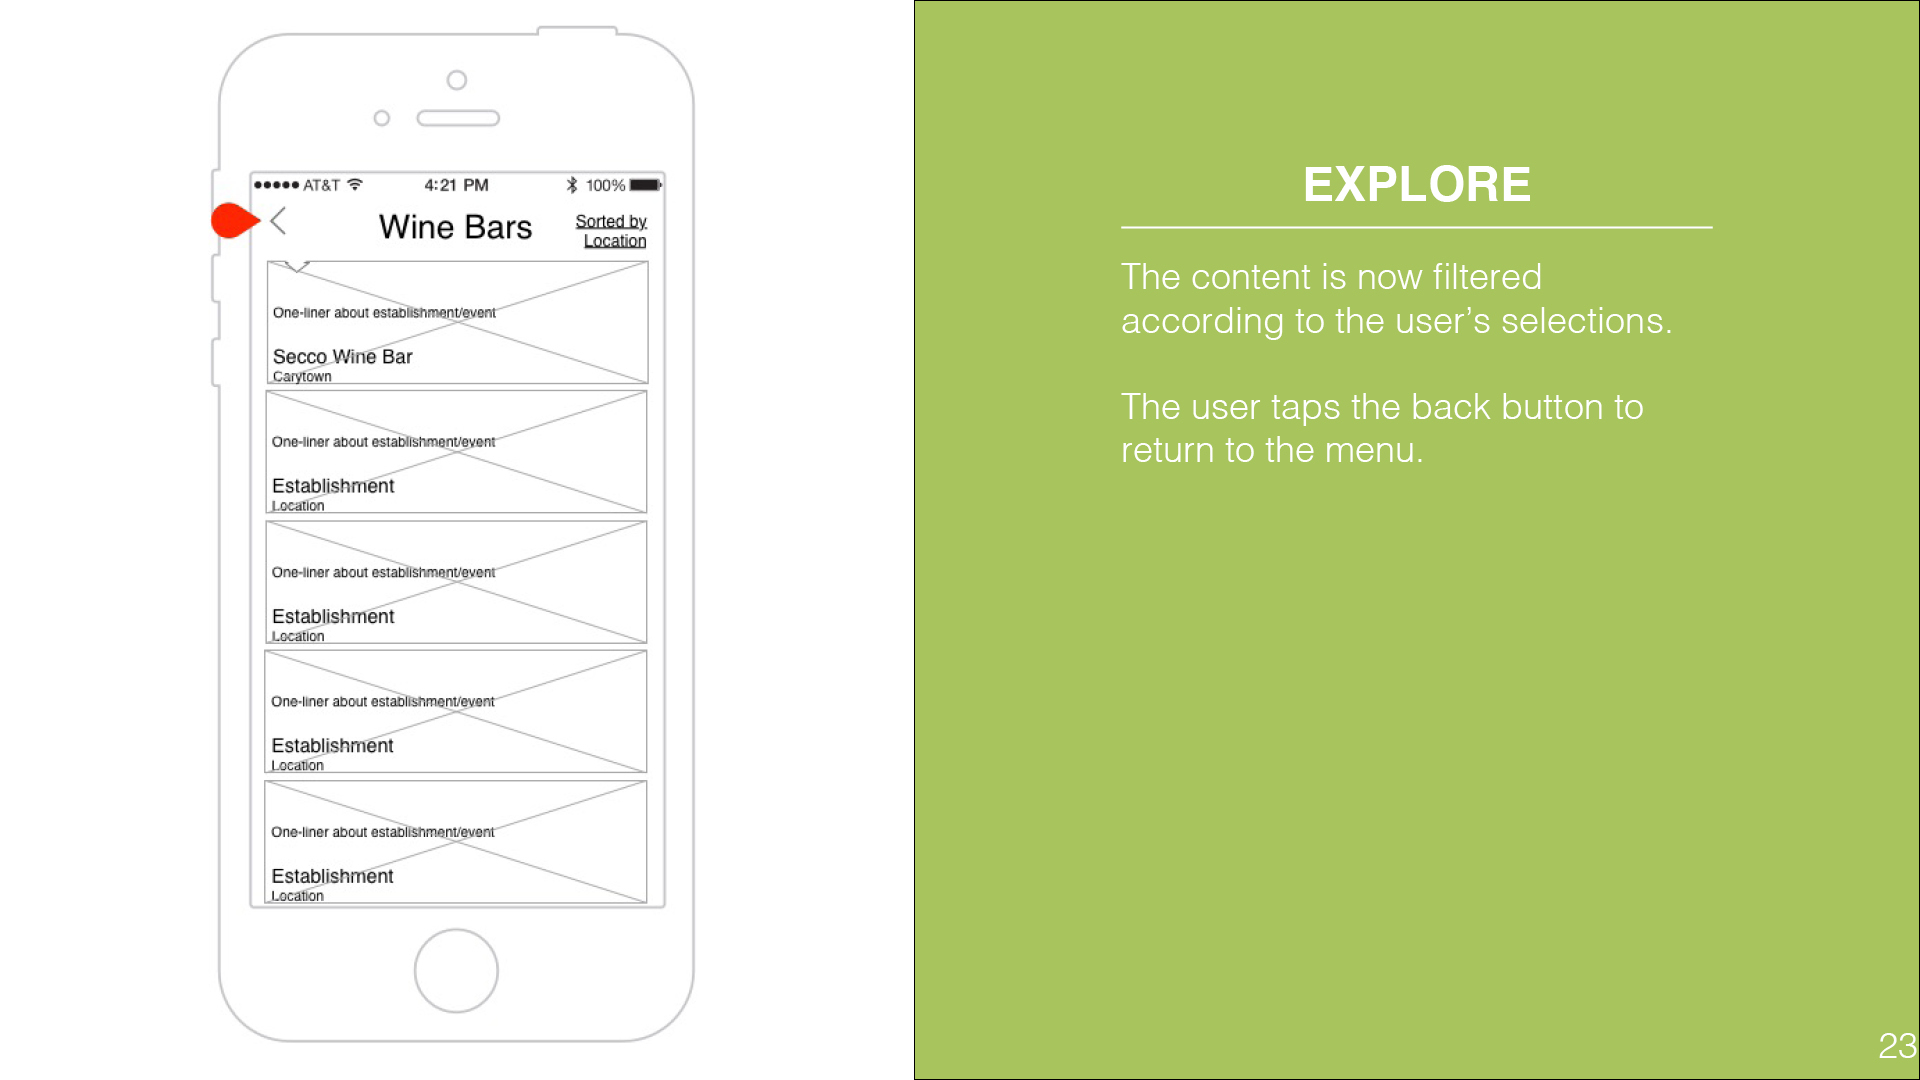 AT&T 4:21 PM 100%
Wine Bars
Sorted by
Location
One-liner about establishment/event
Secco Wine Bar
Carytown
One-liner about establishment/event
Establishment
Location
One-liner about establishment/event
Establishment
Location
One-liner about establishment/event
Establishment
Location
One-liner about establishment/event
Establishment
Location
EXPLORE
The content is now filtered
according to the user’s selections.
The user taps the back button to
return to the menu.
23